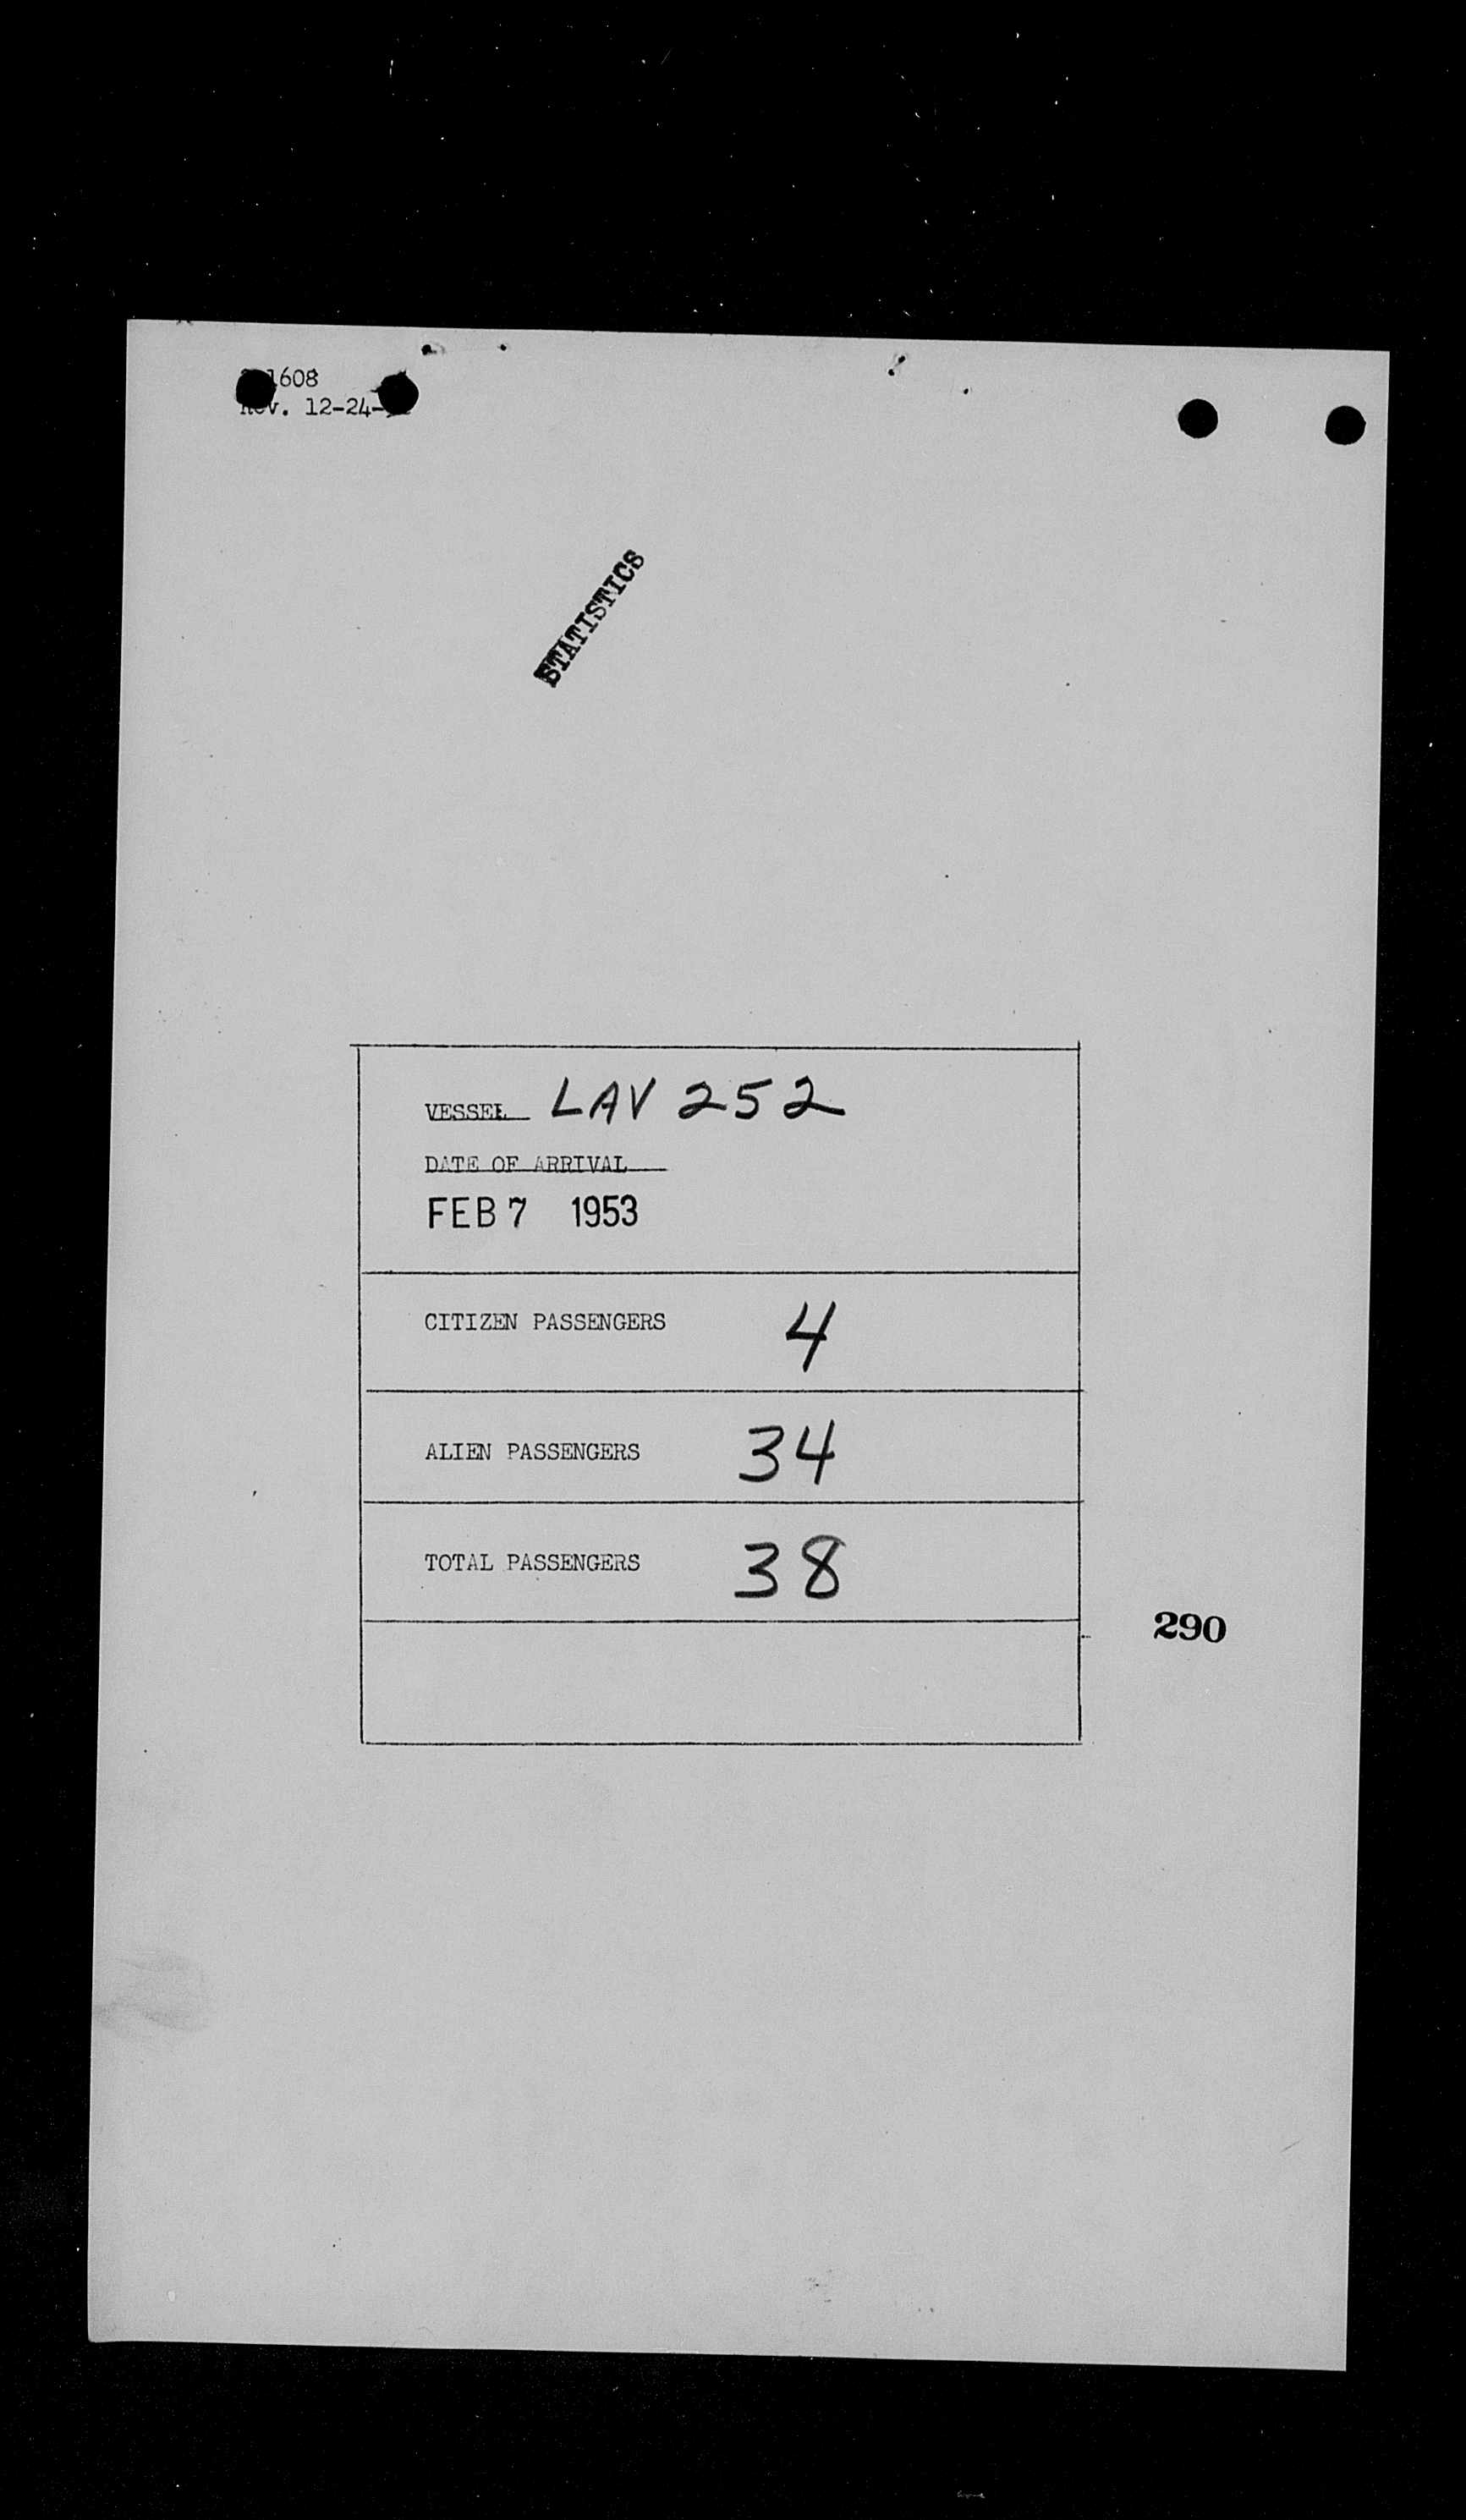 1608
Rev. 12-24-
STATISTICS
VESSEL LAV 252
DATE OF ARRIVAL
FEB 7 1953
CITIZEN PASSENGERS 4
ALIEN PASSENGERS 34
TOTAL PASSENGERS 38
290